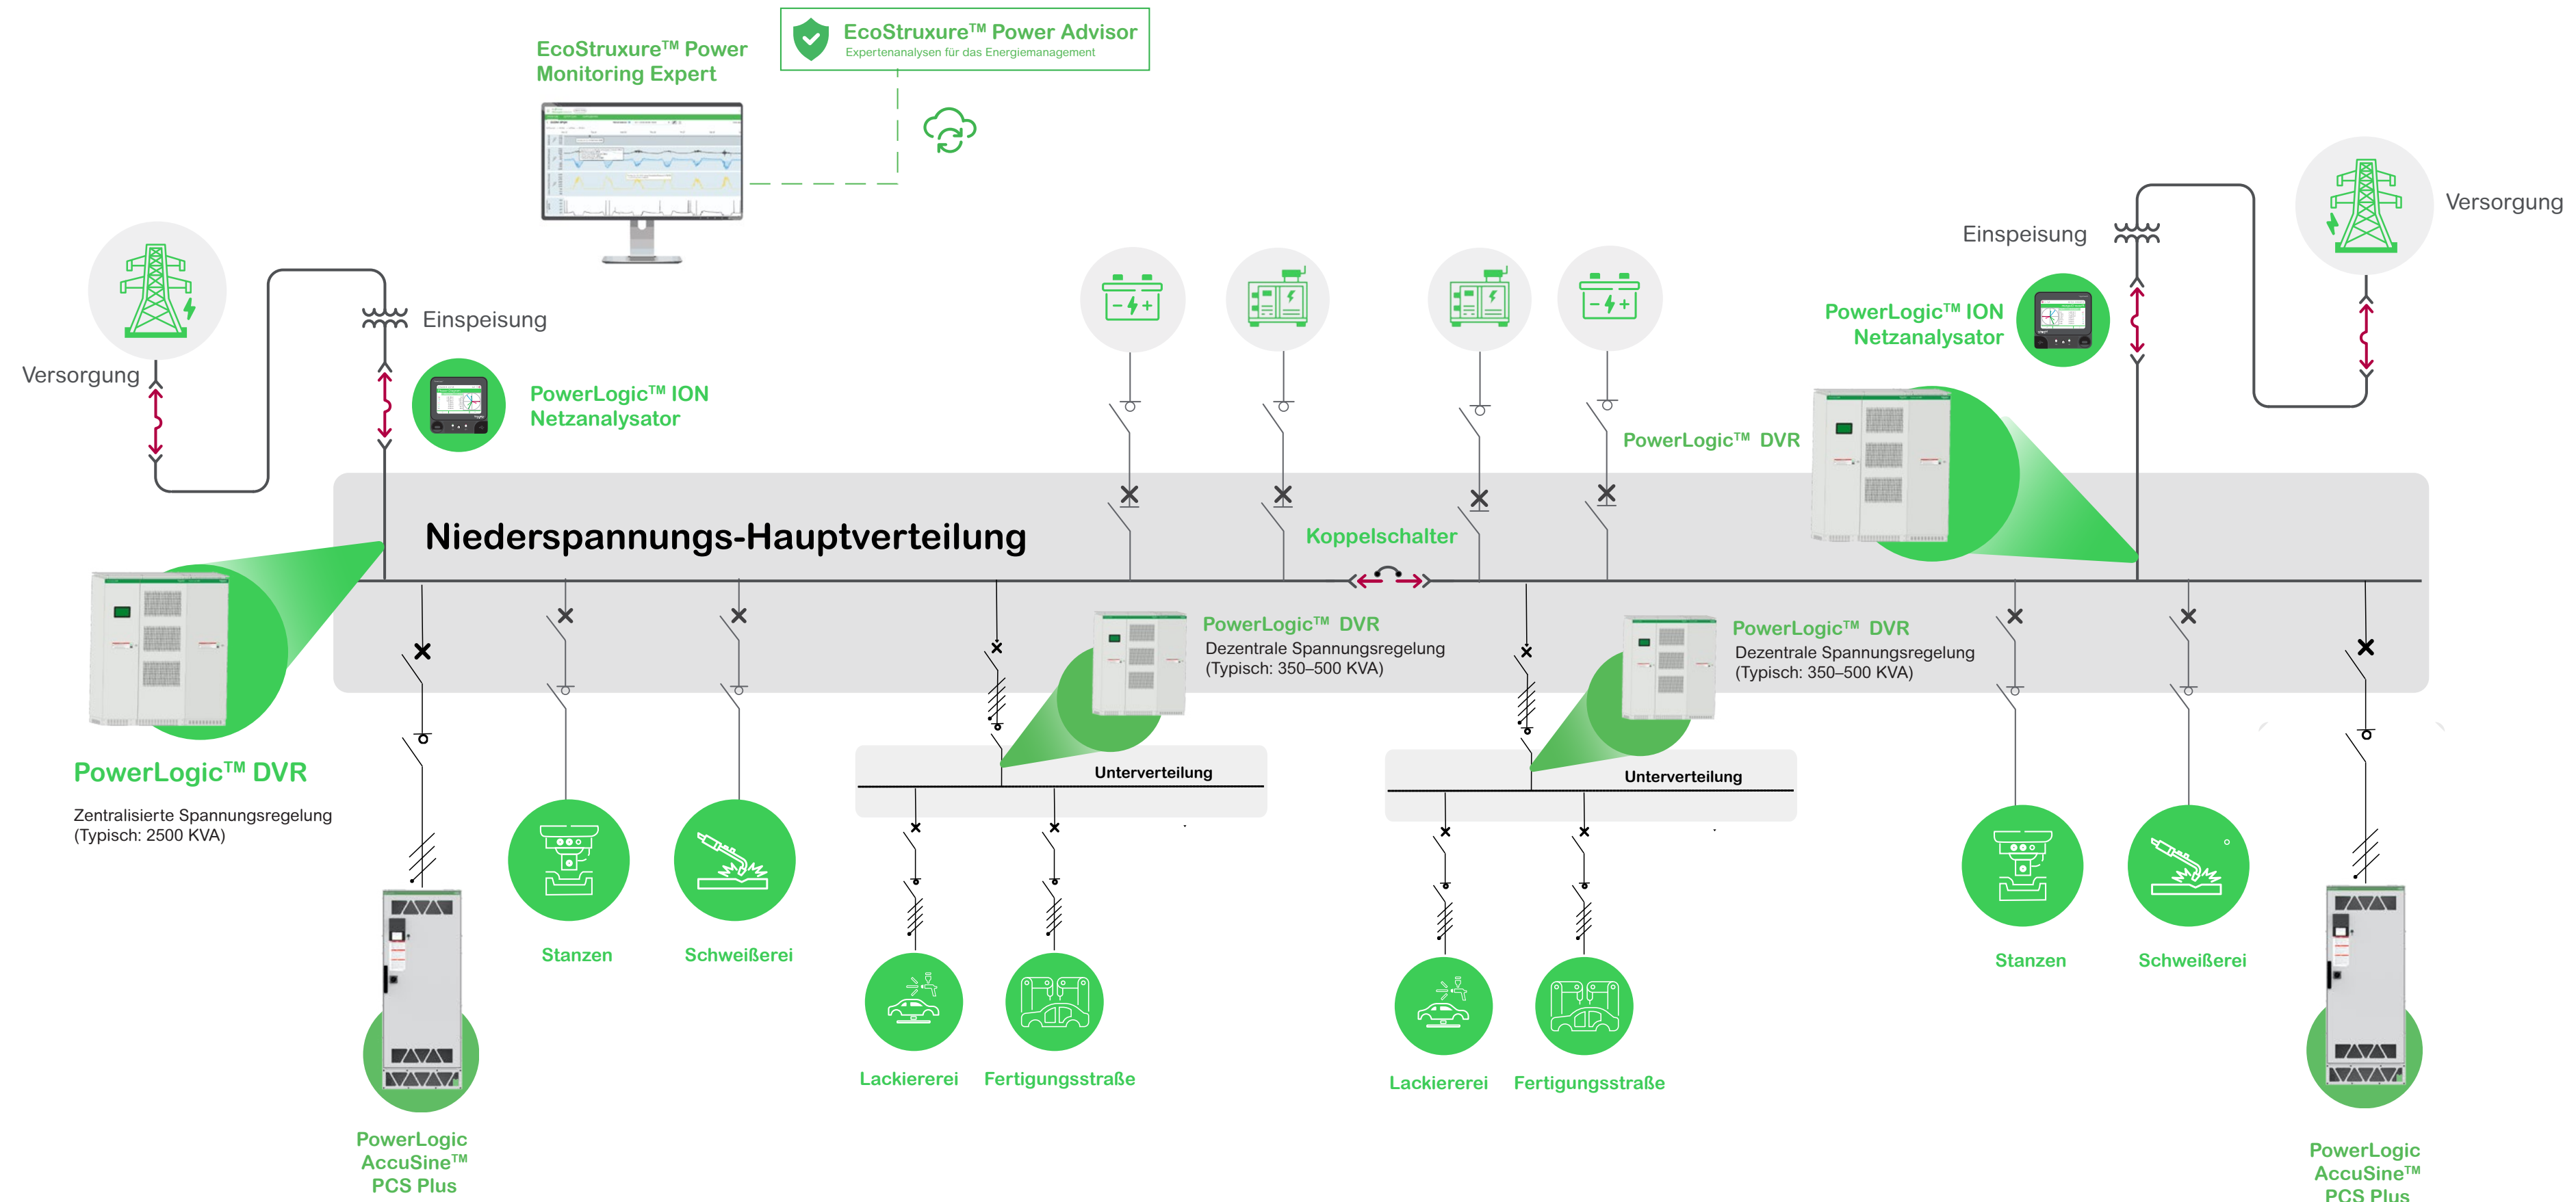 EcoStruxure™ Power
Monitoring Expert
EcoStruxure™ Power Advisor
Expertenanalysen für das Energiemanagement
Versorgung
Einspeisung
PowerLogic™ ION
Netzanalysator
Einspeisung
Versorgung
PowerLogic™ ION
Netzanalysator
PowerLogic™ DVR
Niederspannungs-Hauptverteilung
Koppelschalter
PowerLogic™ DVR
Zentralisierte Spannungsregelung
(Typisch: 2500 KVA)
PowerLogic™ DVR
Dezentrale Spannungsregelung
(Typisch: 350–500 KVA)
PowerLogic™ DVR
Dezentrale Spannungsregelung
(Typisch: 350–500 KVA)
Unterverteilung
Unterverteilung
Stanzen
Schweißerei
Lackiererei
Fertigungsstraße
Lackiererei
Fertigungsstraße
Stanzen
Schweißerei
PowerLogic
AccuSine™
PCS Plus
PowerLogic
AccuSine™
PCS Plus